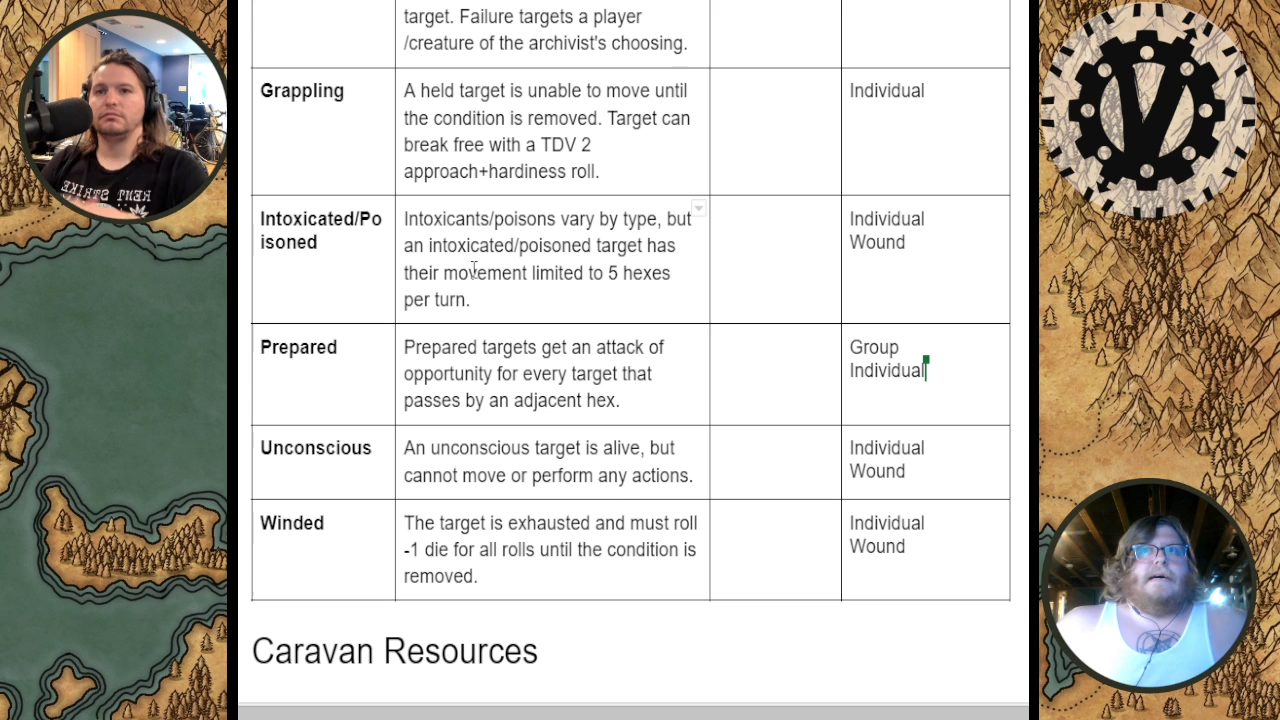 target. Failure targets a player
/creature of the archivist's choosing.
Grappling
A held target is unable to move until
the condition is removed. Target can
break free with a TDV 2
approach+hardiness roll.
Individual
Intoxicated/Po
isoned
Intoxicants/poisons vary by type, but
an intoxicated/poisoned target has
their movement limited to 5 hexes
per turn.
Individual
Wound
Prepared
Prepared targets get an attack of
opportunity for every target that
passes by an adjacent hex.
Group
Individual
Unconscious
An unconscious target is alive, but
cannot move or perform any actions.
Individual
Wound
Winded
The target is exhausted and must roll
-1 die for all rolls until the condition is
removed.
Individual
Wound
Caravan Resources
RENT STRIKE
V